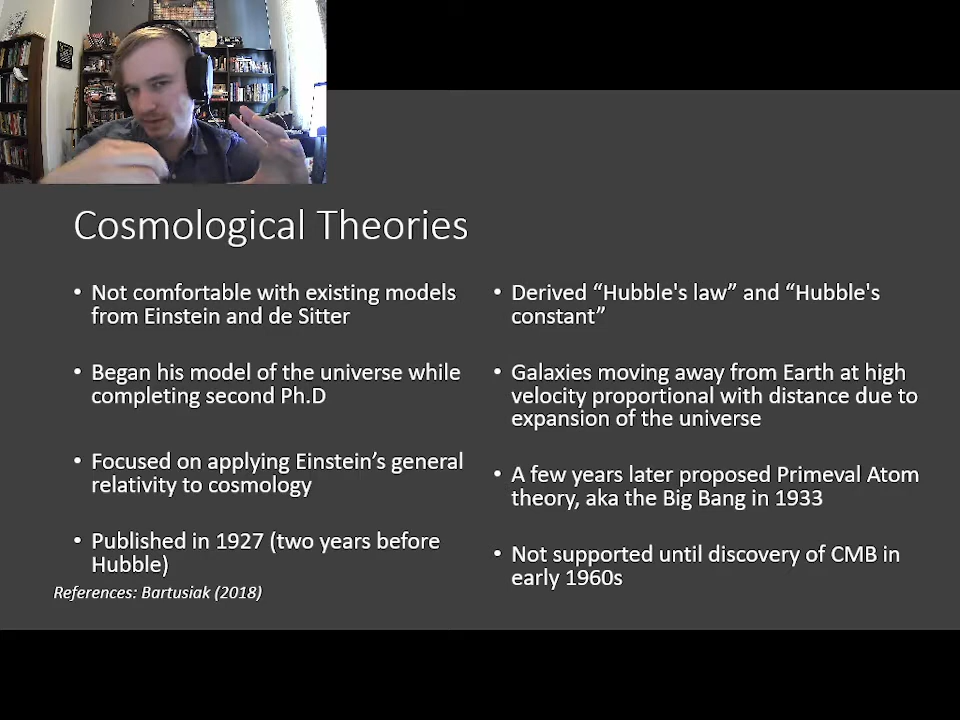 Cosmological Theories
• Not comfortable with existing models
from Einstein and de Sitter
• Began his model of the universe while
completing second Ph.D
• Focused on applying Einstein's general
relativity to cosmology
• Published in 1927 (two years before
Hubble)
References: Bartusiak (2018)
• Derived “Hubble's law” and “Hubble's
constant”
• Galaxies moving away from Earth at high
velocity proportional with distance due to
expansion of the universe
• A few years later proposed Primeval Atom
theory, aka the Big Bang in 1933
• Not supported until discovery of CMB in
early 1960s